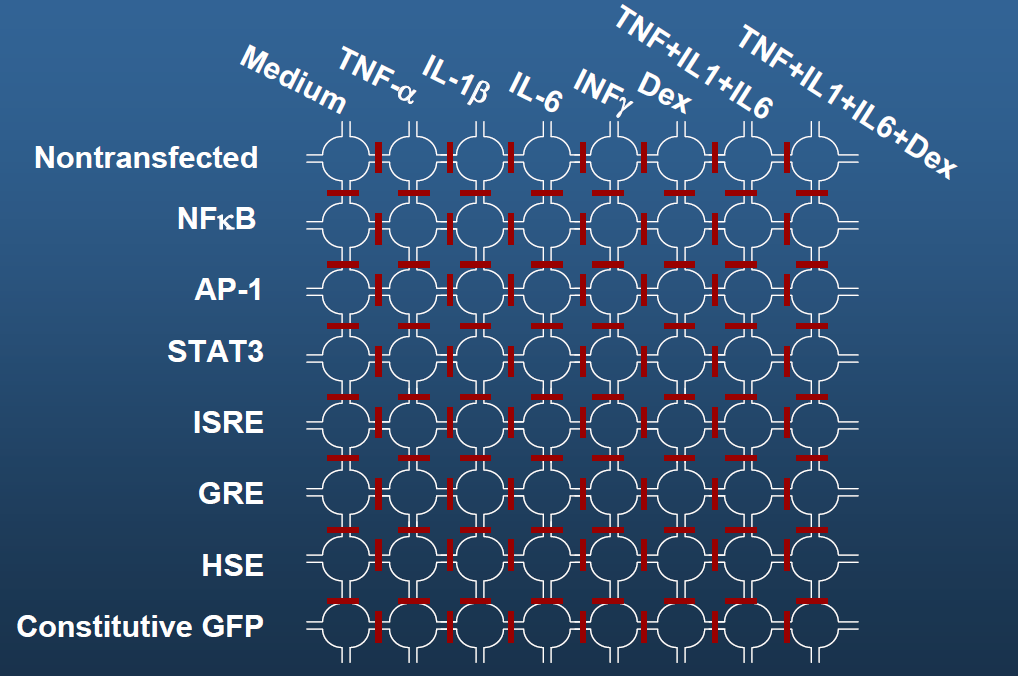 Medium
TNF-α
IL-1β
IL-6
INFγ
Dex
TNF+IL1+IL6
TNF+IL1+IL6+Dex
Nontransfected
NFκB
AP-1
STAT3
ISRE
GRE
HSE
Constitutive GFP